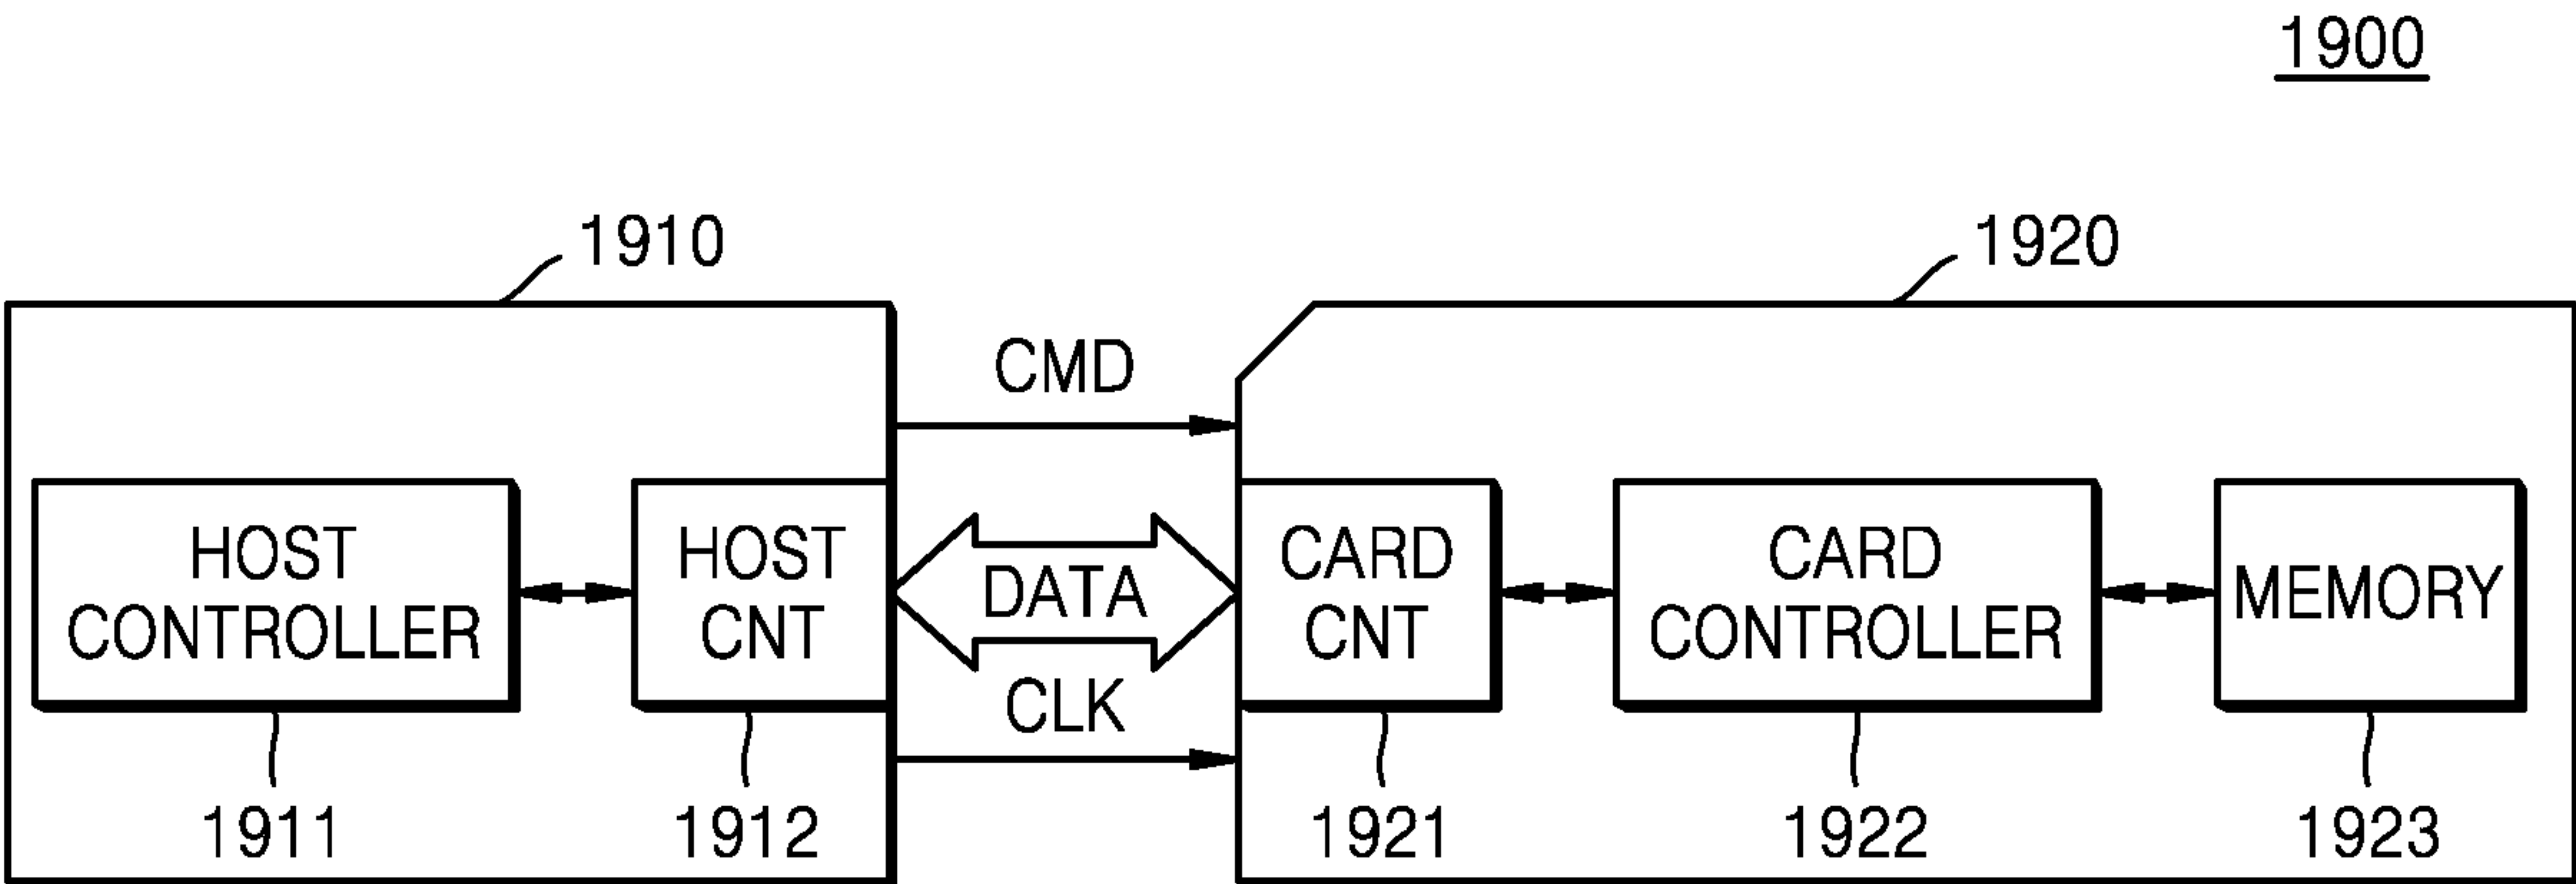 1900
1910
1920
CMD
HOST
CONTROLLER
HOST
CNT
DATA
CARD
CNT
CARD
CONTROLLER
MEMORY
CLK
1911
1912
1921
1922
1923